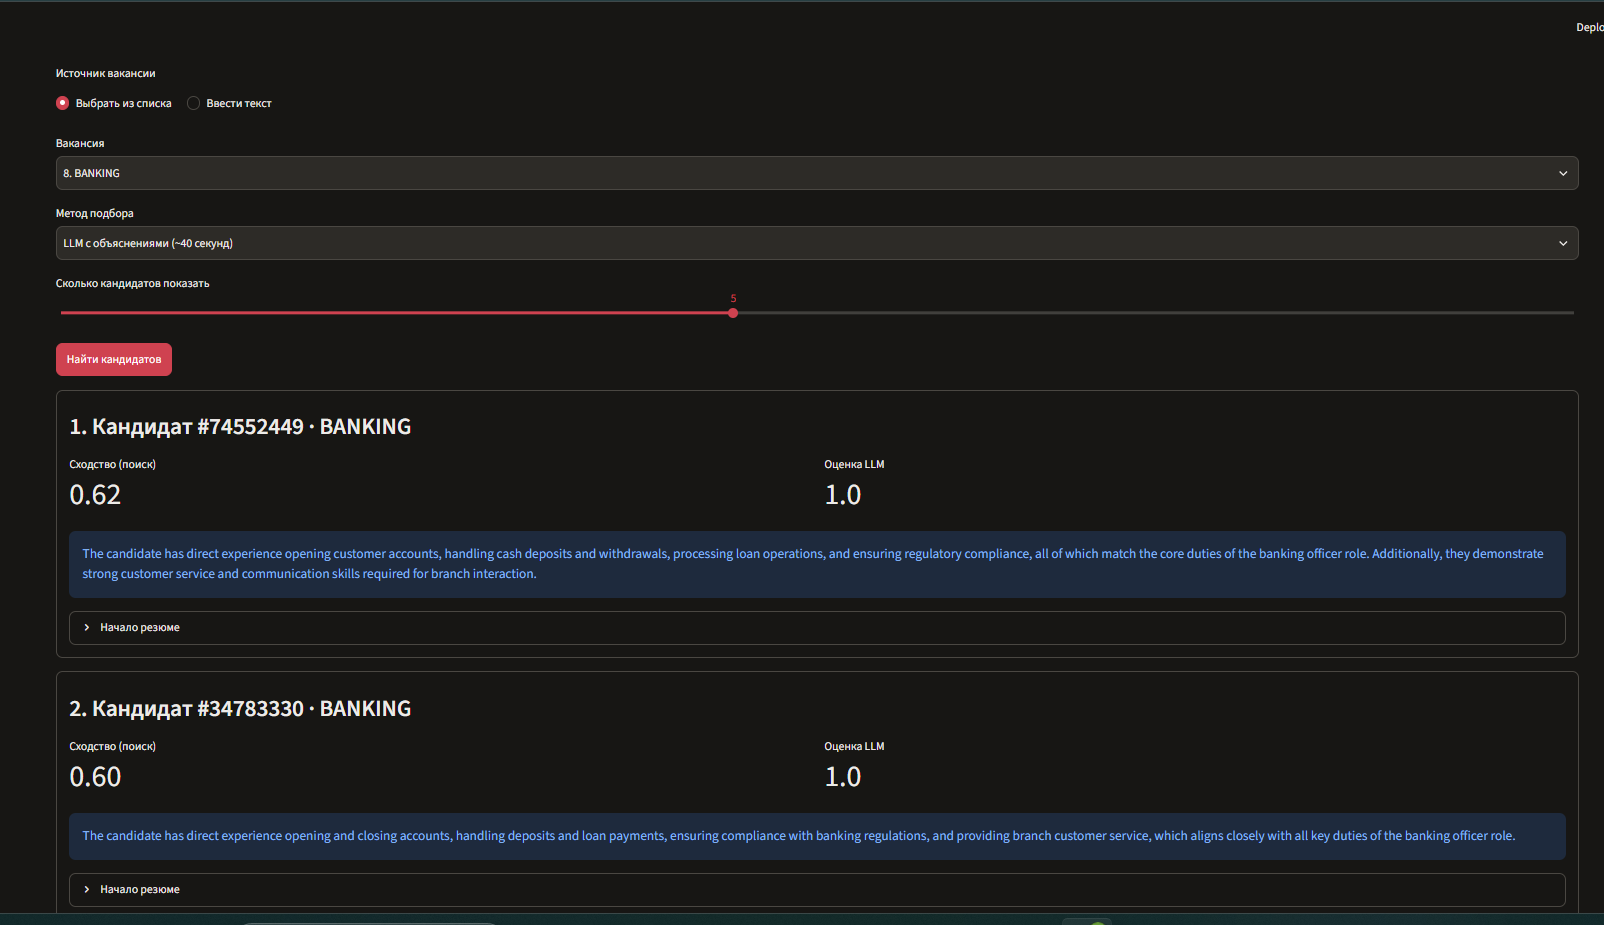 Deplo
Источник вакансии
Выбрать из списка
Ввести текст
Вакансия
8. BANKING
Метод подбора
LLM с объяснениями (~40 секунд)
Сколько кандидатов показать
5
Найти кандидатов
1. Кандидат #74552449 · BANKING
Сходство (поиск)
Оценка LLM
0.62
1.0
The candidate has direct experience opening customer accounts, handling cash deposits and withdrawals, processing loan operations, and ensuring regulatory compliance, all of which match the core duties of the banking officer role. Additionally, they demonstrate
strong customer service and communication skills required for branch interaction.
Начало резюме
2. Кандидат #34783330 · BANKING
Сходство (поиск)
Оценка LLM
0.60
1.0
The candidate has direct experience opening and closing accounts, handling deposits and loan payments, ensuring compliance with banking regulations, and providing branch customer service, which aligns closely with all key duties of the banking officer role.
Начало резюме